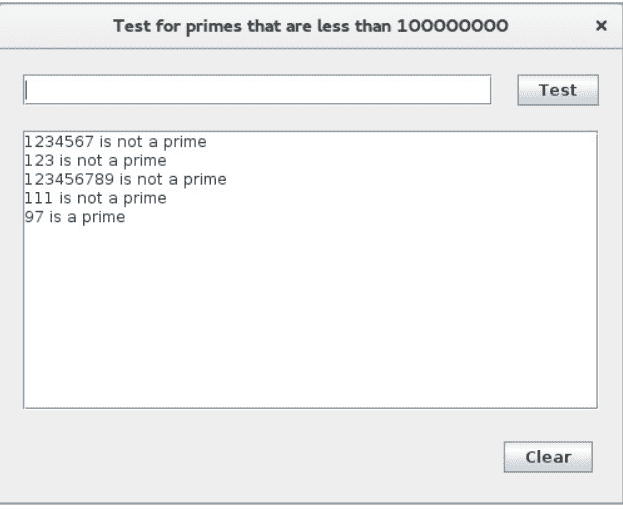 Test for primes that are less than 100000000 ×
Test
1234567 is not a prime
123 is not a prime
123456789 is not a prime
111 is not a prime
97 is a prime
Clear